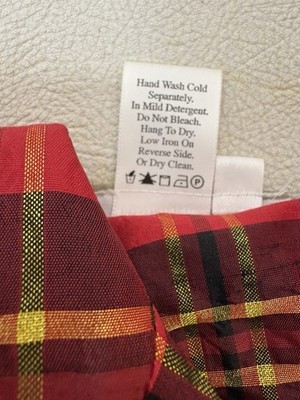 Hand Wash Cold
Separately.
In Mild Detergent.
Do Not Bleach.
Hang To Dry.
Low Iron On
Reverse Side.
Or Dry Clean.
P